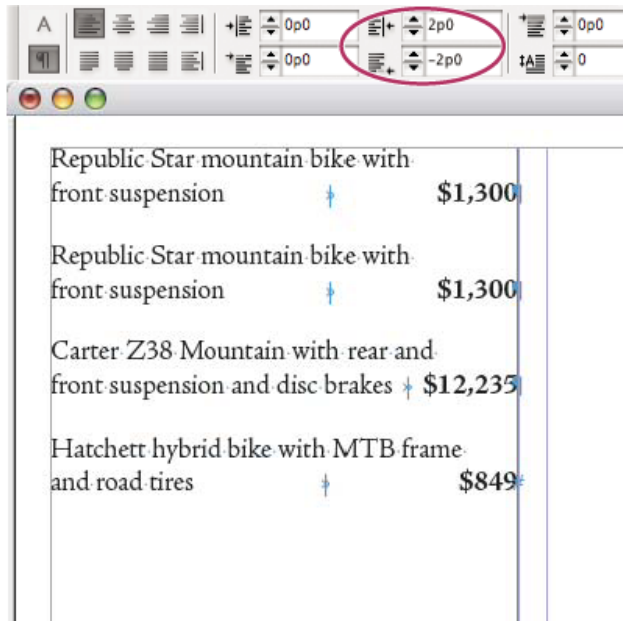 A 0p0 2p0 0p0
¶ 0p0 -2p0 A 0
Republic Star mountain bike with
front suspension $1,300
Republic Star mountain bike with
front suspension $1,300
Carter Z38 Mountain with rear and
front suspension and disc brakes $12,235
Hatchett hybrid bike with MTB frame
and road tires $849